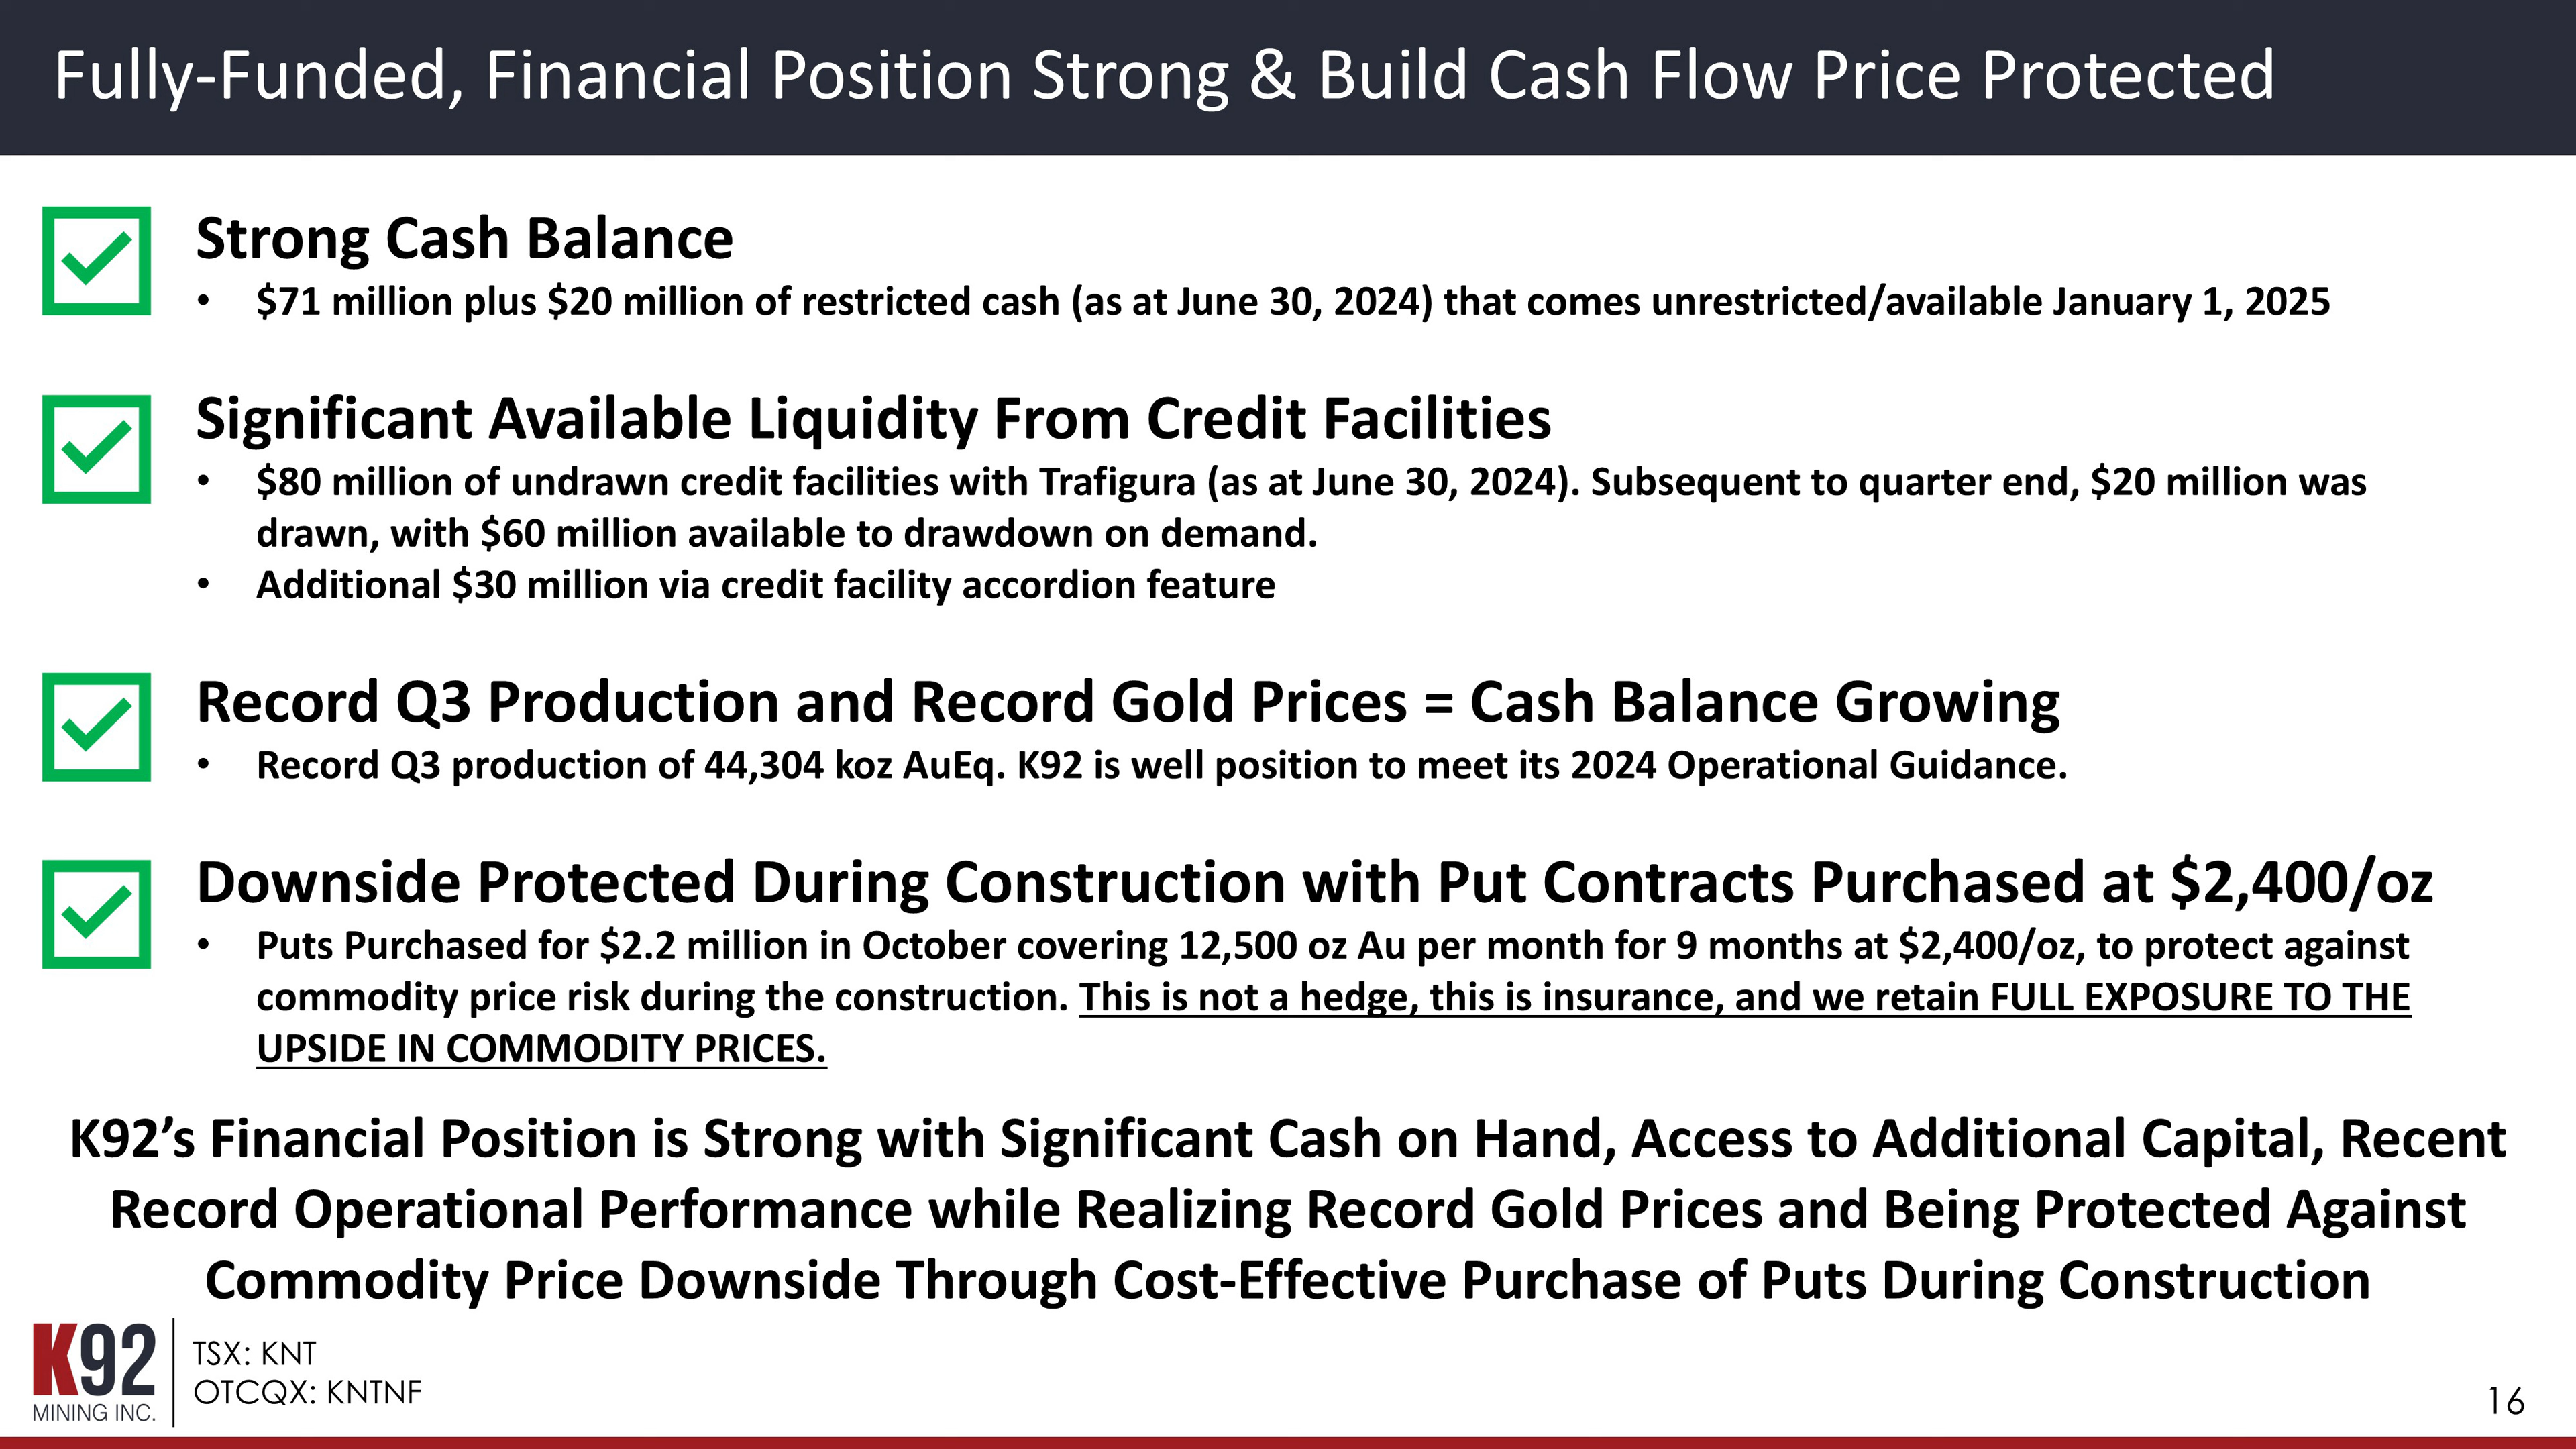 Fully-Funded, Financial Position Strong & Build Cash Flow Price Protected
Strong Cash Balance
• $71 million plus $20 million of restricted cash (as at June 30, 2024) that comes unrestricted/available January 1, 2025
Significant Available Liquidity From Credit Facilities
• $80 million of undrawn credit facilities with Trafigura (as at June 30, 2024). Subsequent to quarter end, $20 million was
drawn, with $60 million available to drawdown on demand.
• Additional $30 million via credit facility accordion feature
Record Q3 Production and Record Gold Prices = Cash Balance Growing
• Record Q3 production of 44,304 koz AuEq. K92 is well position to meet its 2024 Operational Guidance.
Downside Protected During Construction with Put Contracts Purchased at $2,400/oz
• Puts Purchased for $2.2 million in October covering 12,500 oz Au per month for 9 months at $2,400/oz, to protect against
commodity price risk during the construction. This is not a hedge, this is insurance, and we retain FULL EXPOSURE TO THE
UPSIDE IN COMMODITY PRICES.
K92’s Financial Position is Strong with Significant Cash on Hand, Access to Additional Capital, Recent
Record Operational Performance while Realizing Record Gold Prices and Being Protected Against
Commodity Price Downside Through Cost-Effective Purchase of Puts During Construction
K92
MINING INC.
TSX: KNT
OTCQX: KNTNF
16